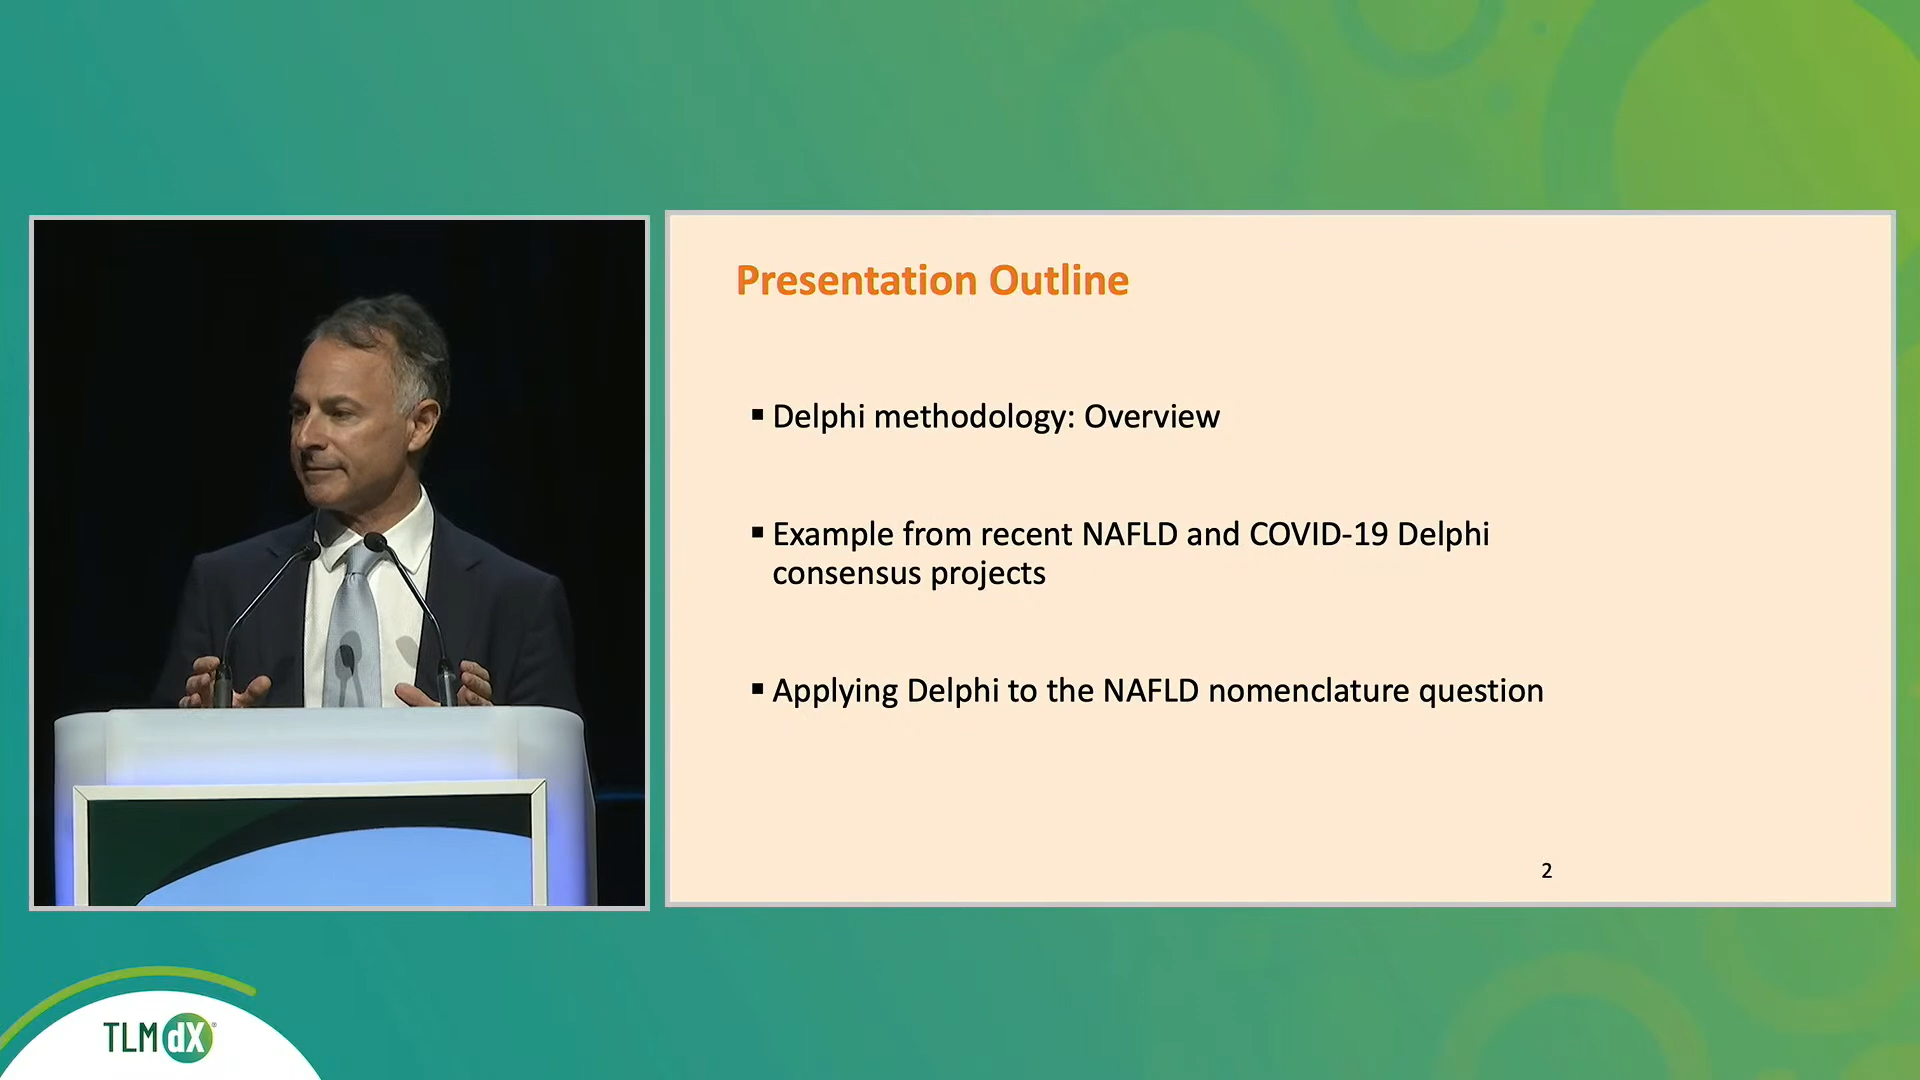 Presentation Outline
▪ Delphi methodology: Overview
▪ Example from recent NAFLD and COVID-19 Delphi
consensus projects
▪ Applying Delphi to the NAFLD nomenclature question
2
TLMdX®